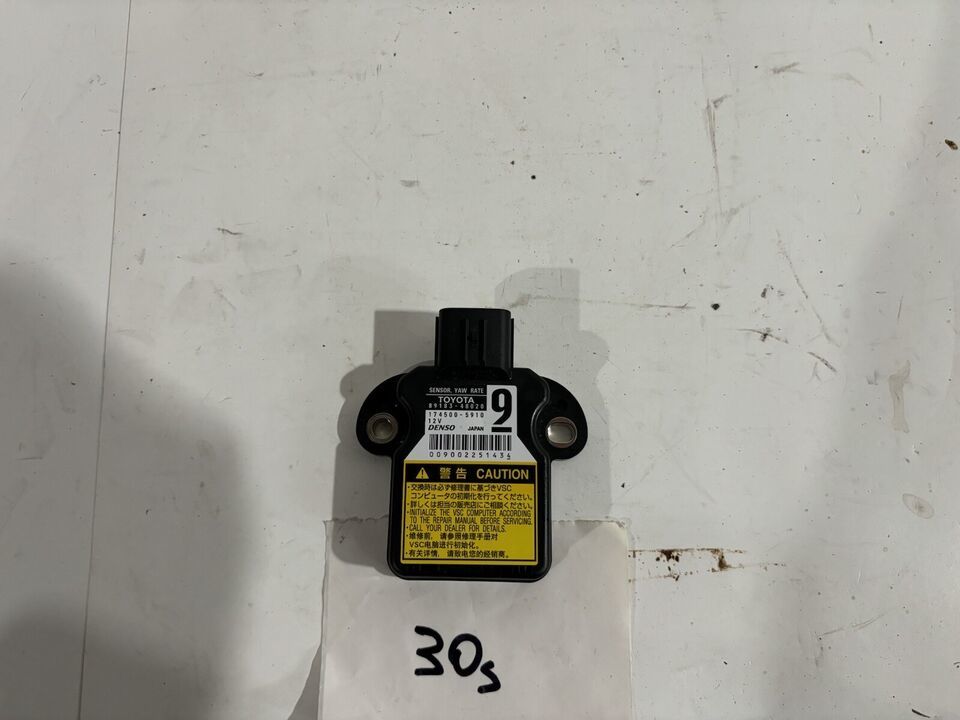 SENSOR, YAW RATE
TOYOTA
89183-48020
9
174500-5910
12V
DENSO JAPAN
009002251434
警告 CAUTION
・交換時は必ず修理書に基づきVSC
コンピュータの初期化を行ってください。
・詳しくは担当の販売店にご相談ください。
・INITIALIZE THE VSC COMPUTER ACCORDING
TO THE REPAIR MANUAL BEFORE SERVICING.
・CALL YOUR DEALER FOR DETAILS.
・维修前，请参照修理手册对
VSC电脑进行初始化。
・有关详情，请致电您的经销商。
30s